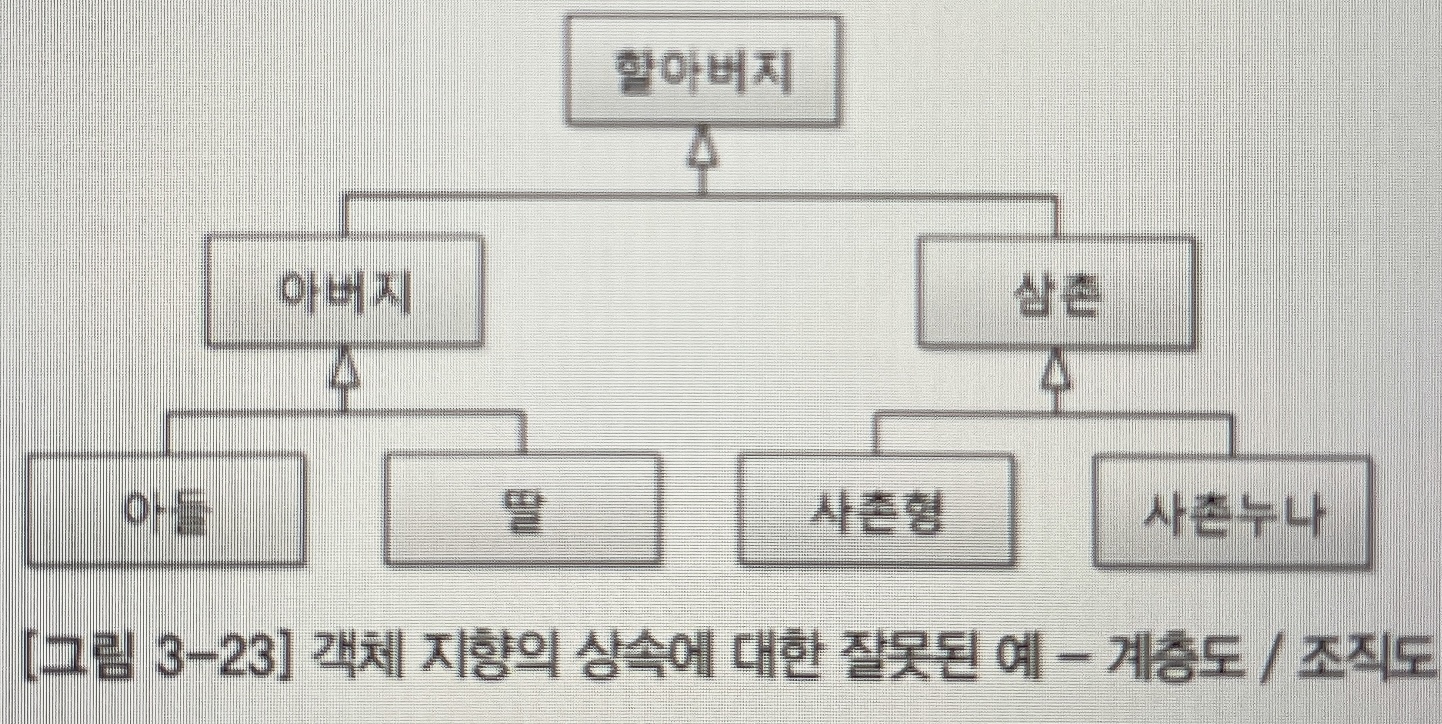 할아버지
아버지 삼촌
아들 딸 사촌형 사촌누나
[그림 3-23] 객체 지향의 상속에 대한 잘못된 예 - 계층도 / 조직도